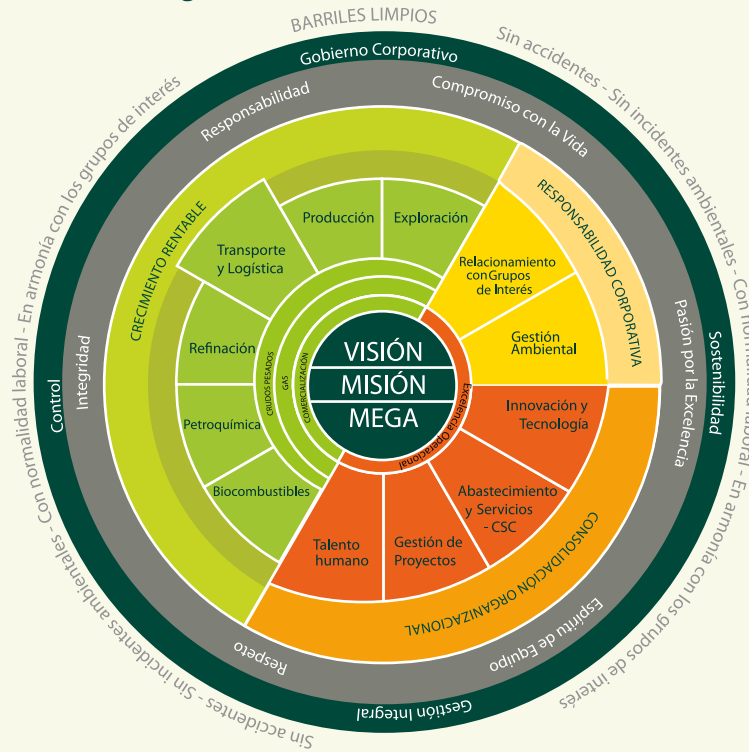 BARRILES LIMPIOS
Sin accidentes - Sin incidentes ambientales - Con normalidad laboral - En armonía con los grupos de interés
Sin accidentes - Sin incidentes ambientales - Con normalidad laboral - En armonía con los grupos de interés
Gobierno Corporativo
Sostenibilidad
Gestión Integral
Control
Responsabilidad
Compromiso con la Vida
Pasión por la Excelencia
Espíritu de Equipo
Respeto
Integridad
CRECIMIENTO RENTABLE
RESPONSABILIDAD CORPORATIVA
CONSOLIDACIÓN ORGANIZACIONAL
Producción
Exploración
Transporte
y Logística
Refinación
Petroquímica
Biocombustibles
Relacionamiento
con Grupos
de Interés
Gestión
Ambiental
Innovación y
Tecnología
Abastecimiento
y Servicios
- CSC
Gestión de
Proyectos
Talento
humano
CRUDOS PESADOS
GAS
COMERCIALIZACIÓN
Excelencia Operacional
VISIÓN
MISIÓN
MEGA